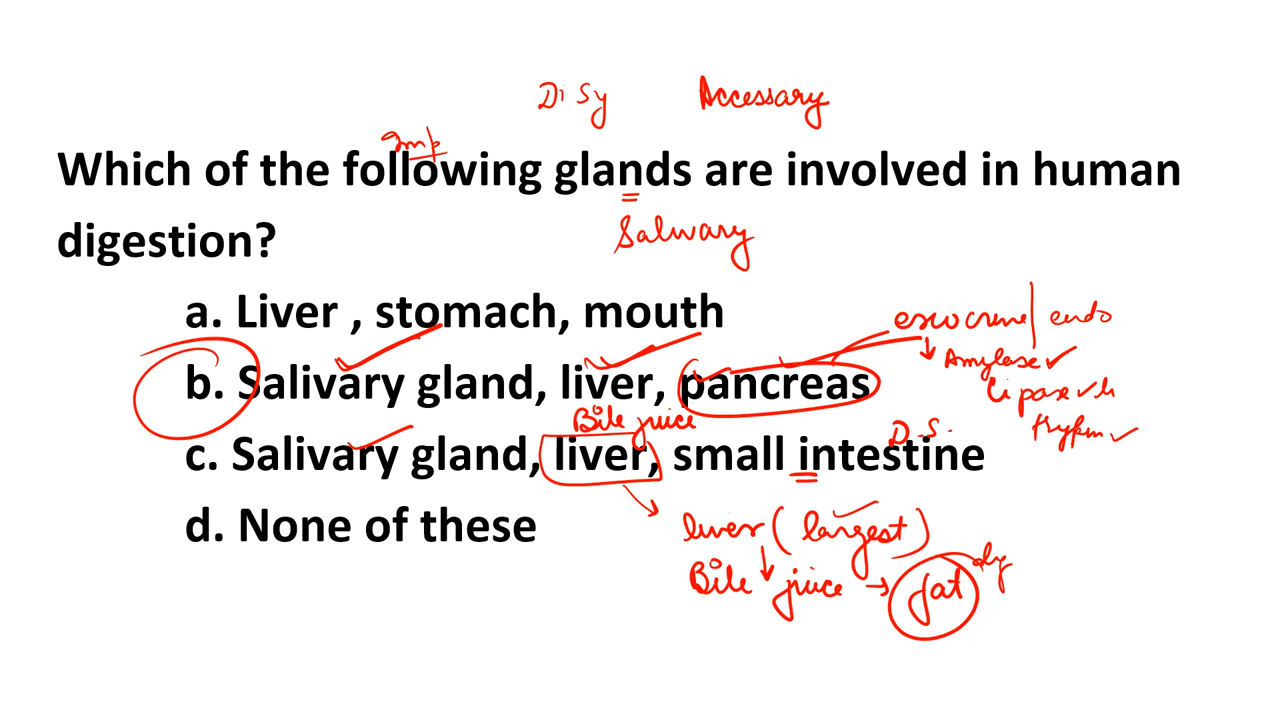 Di Sy Accessary
Imp
Which of the following glands are involved in human
digestion?
Salivary
a. Liver , stomach, mouth
exocrine | endo
Amylase
b. Salivary gland, liver, pancreas
Lipase
Bile juice
D.S.
c. Salivary gland, liver, small intestine
d. None of these
liver (largest)
Bile juice → fat